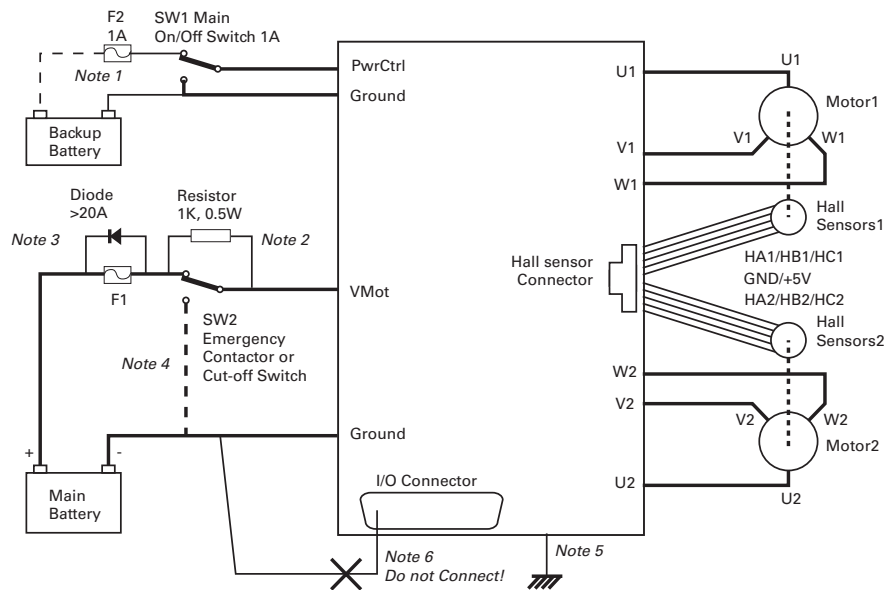 F2
1A
SW1 Main
On/Off Switch 1A
Note 1
Backup
Battery
PwrCtrl
Ground
Diode
>20A
Resistor
1K, 0.5W
Note 3
Note 2
F1
VMot
SW2
Emergency
Contactor or
Cut-off Switch
Note 4
Ground
+
-
Main
Battery
I/O Connector
Note 6
Do not Connect!
Note 5
U1
U1
Motor1
V1
V1
W1
W1
Hall
Sensors1
Hall sensor
Connector
HA1/HB1/HC1
GND/+5V
HA2/HB2/HC2
Hall
Sensors2
W2
V2
V2
W2
Motor2
U2
U2